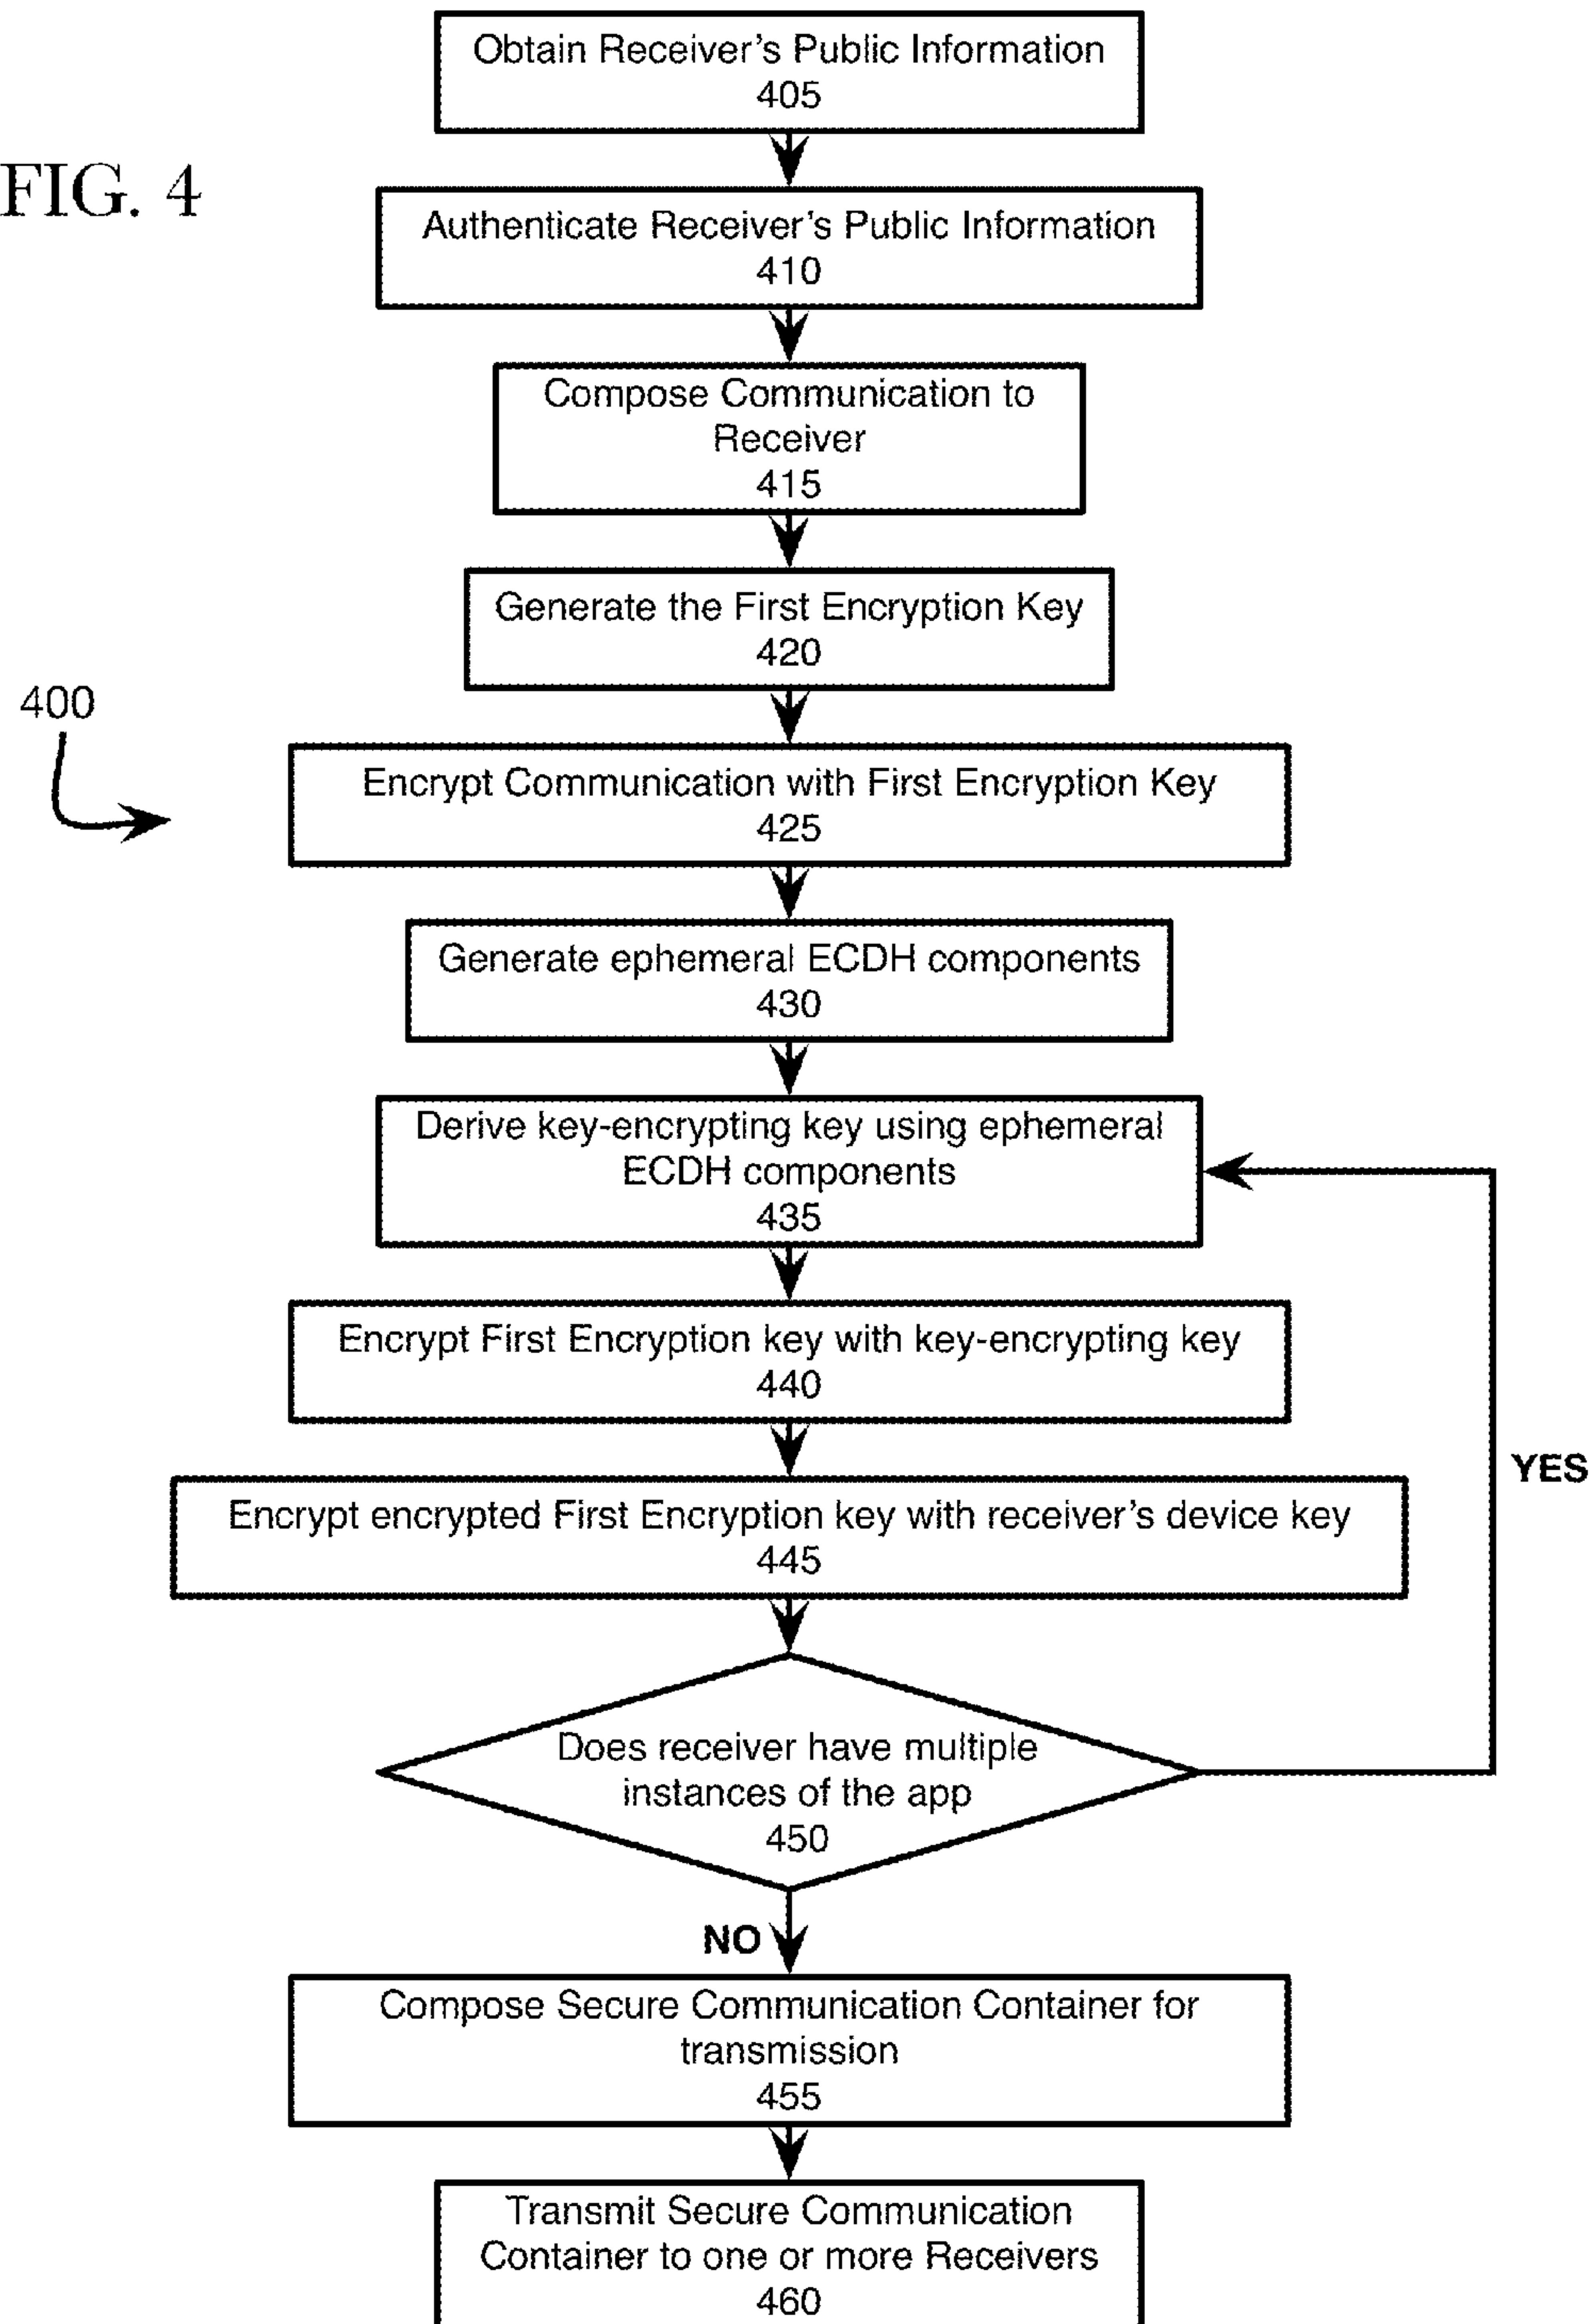 Obtain Receiver's Public Information
405
FIG. 4
Authenticate Receiver's Public Information
410
Compose Communication to
Receiver
415
Generate the First Encryption Key
420
400
Encrypt Communication with First Encryption Key
425
Generate ephemeral ECDH components
430
Derive key-encrypting key using ephemeral
ECDH components
435
Encrypt First Encryption key with key-encrypting key
440
YES
Encrypt encrypted First Encryption key with receiver's device key
445
Does receiver have multiple
instances of the app
450
NO
Compose Secure Communication Container for
transmission
455
Transmit Secure Communication
Container to one or more Receivers
460